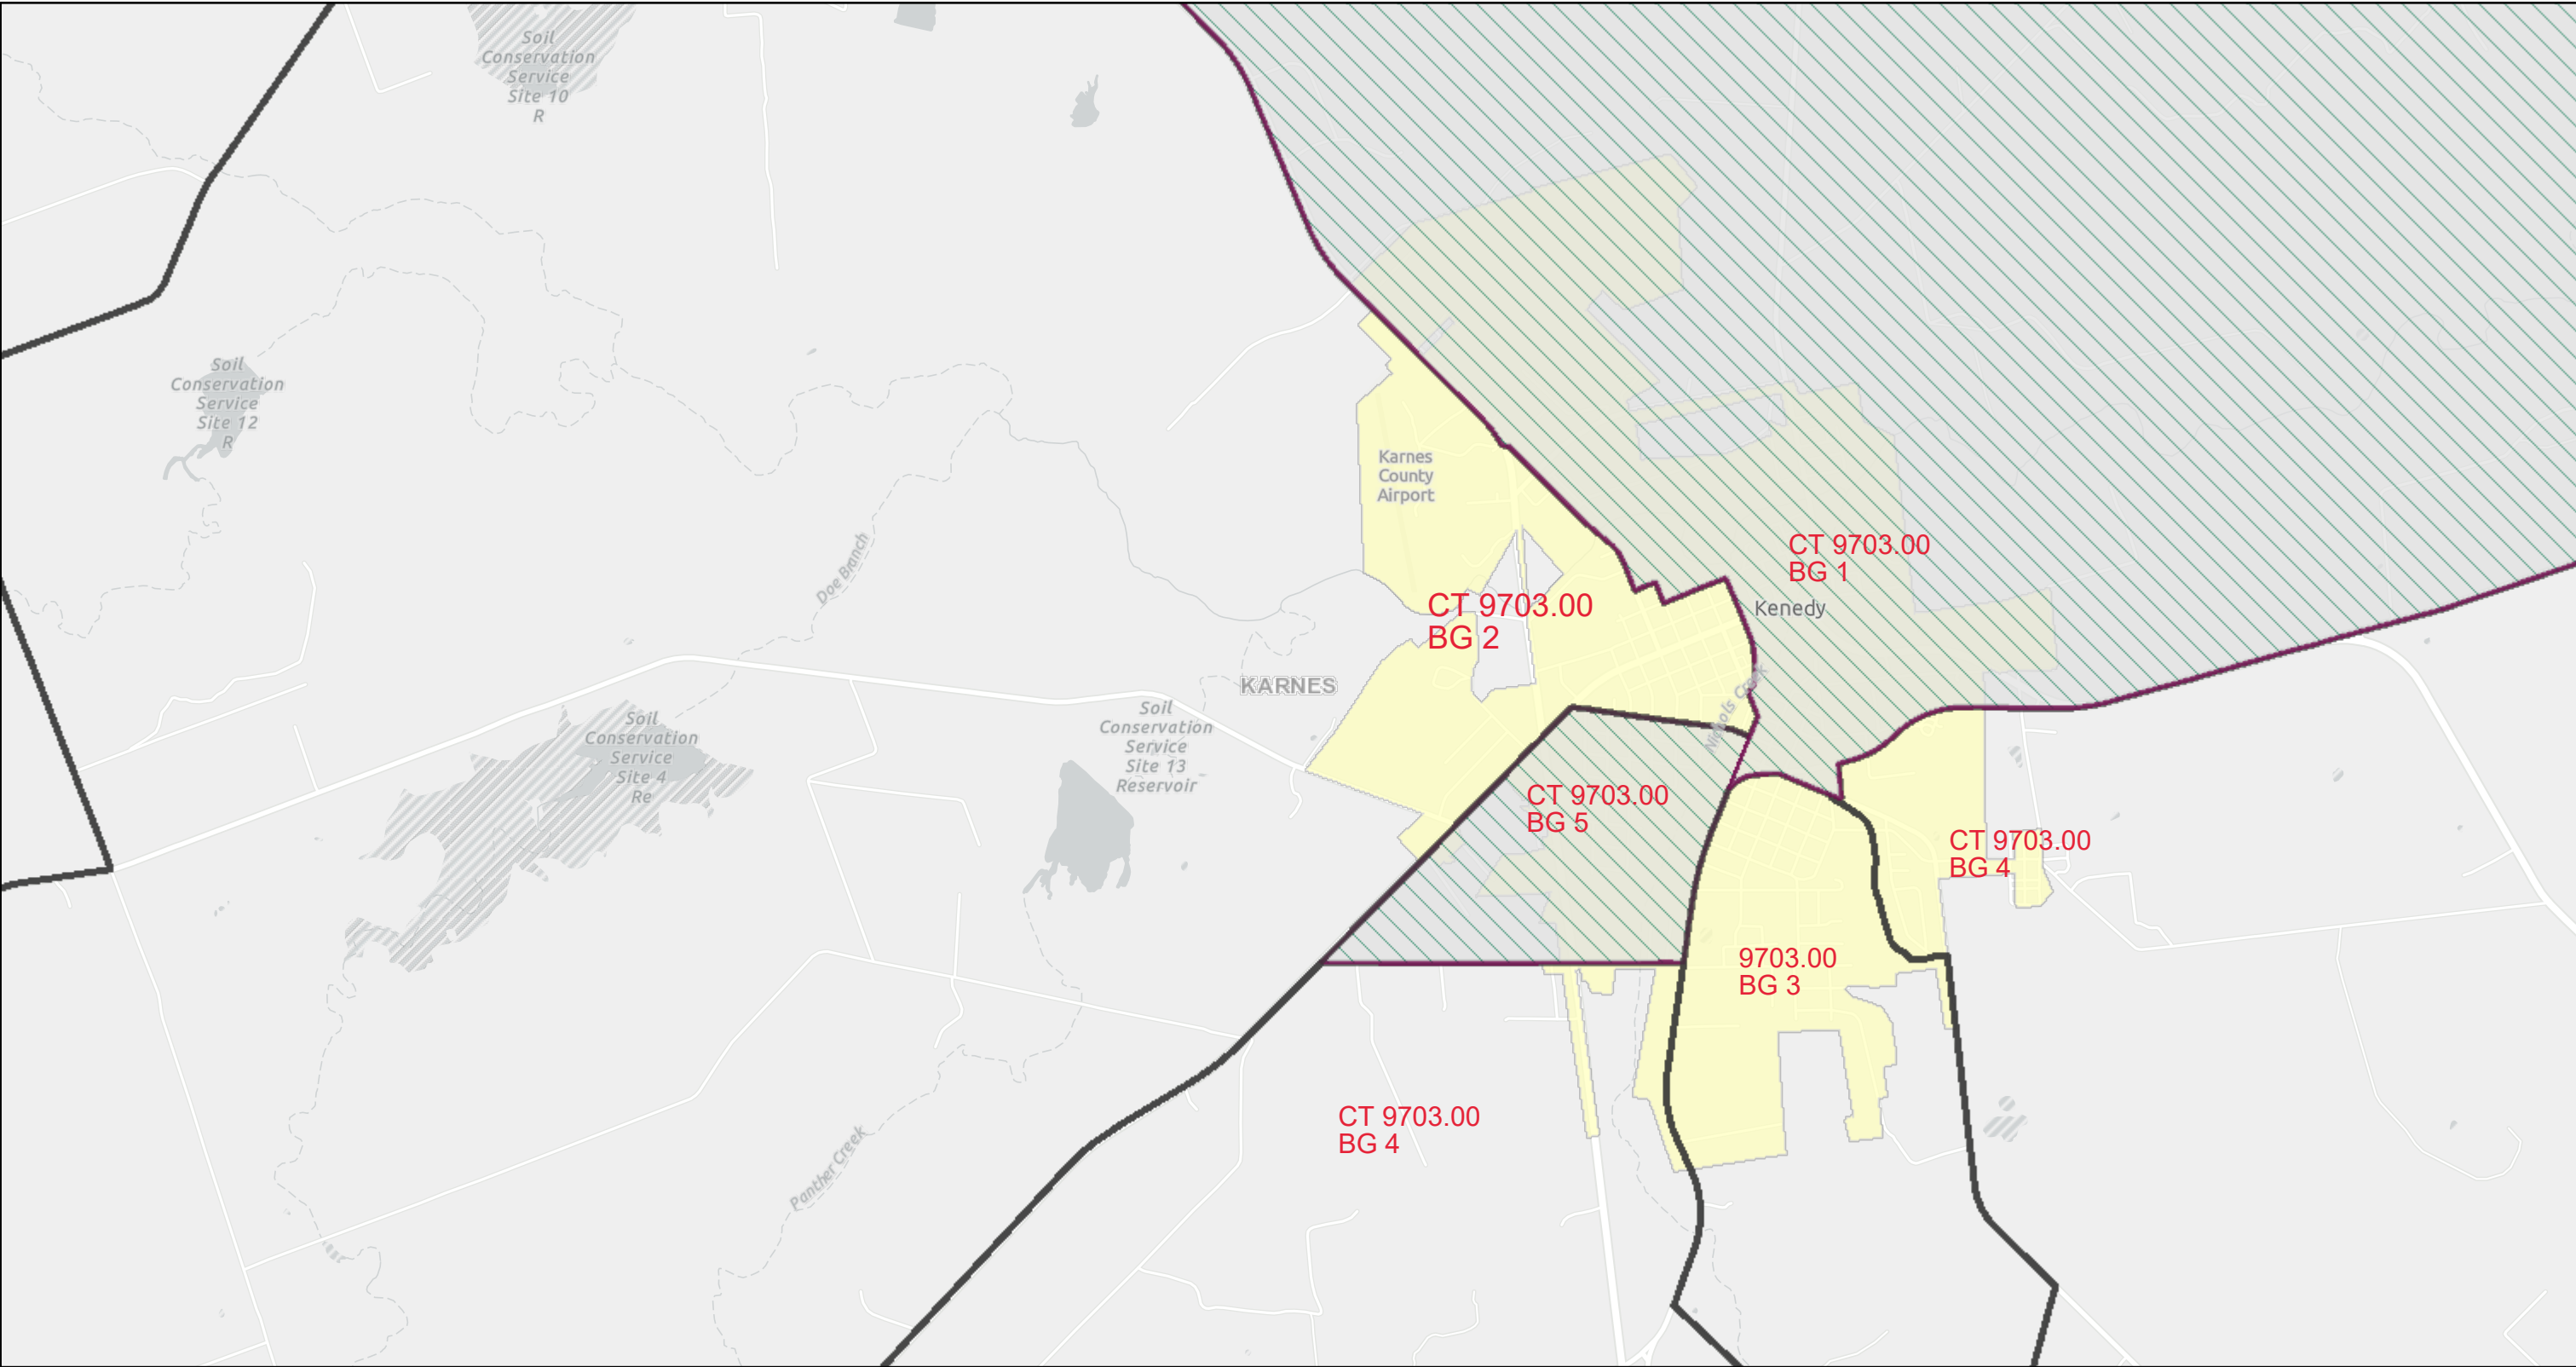 Soil
Conservation
Service
Site 10
R
Soil
Conservation
Service
Site 12
R
Karnes
County
Airport
Doe Branch
CT 9703.00
BG 1
CT 9703.00
BG 2
Kenedy
KARNES
Nichols Creek
Soil
Conservation
Service
Site 4
Re
Soil
Conservation
Service
Site 13
Reservoir
CT 9703.00
BG 5
CT 9703.00
BG 4
9703.00
BG 3
CT 9703.00
BG 4
Panther Creek